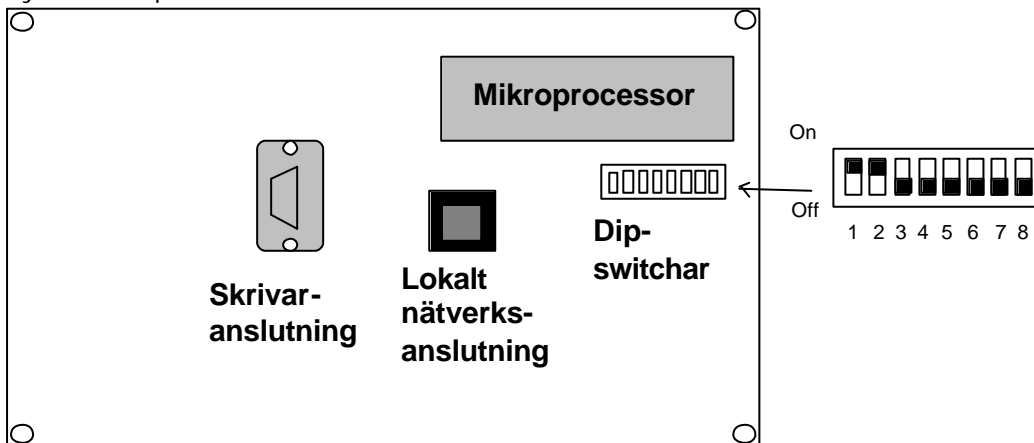 Mikroprocessor
On
Off
1 2 3 4 5 6 7 8
Dip-
switchar
Lokalt
nätverks-
anslutning
Skrivar-
anslutning